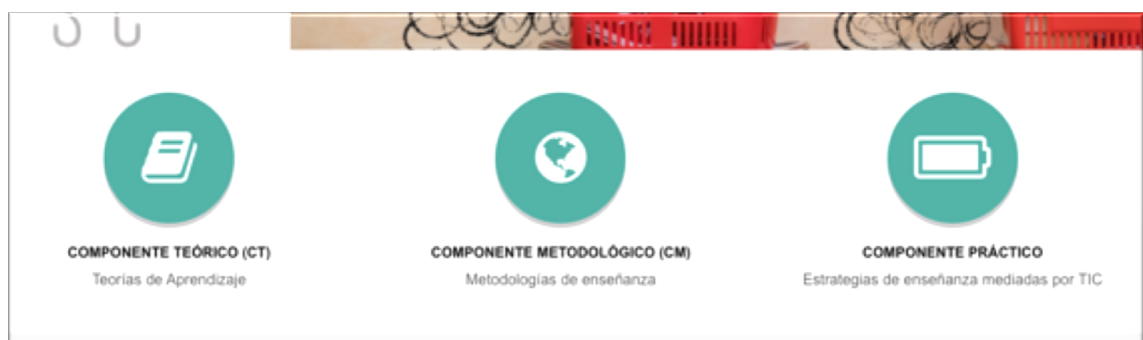 COMPONENTE TEÓRICO (CT)
Teorías de Aprendizaje
COMPONENTE METODOLÓGICO (CM)
Metodologías de enseñanza
COMPONENTE PRÁCTICO
Estrategias de enseñanza mediadas por TIC